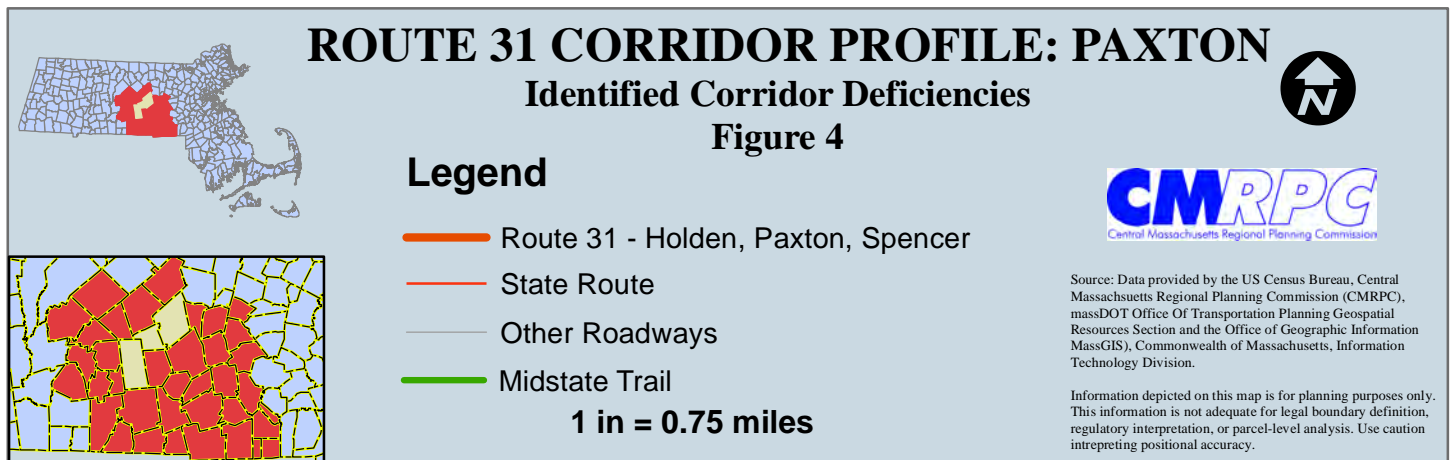 ROUTE 31 CORRIDOR PROFILE: PAXTON
Identified Corridor Deficiencies
Figure 4
N
Legend
Route 31 - Holden, Paxton, Spencer
State Route
Other Roadways
Midstate Trail
1 in = 0.75 miles
CMRPC
Central Massachusetts Regional Planning Commission
Source: Data provided by the US Census Bureau, Central
Massachsuetts Regional Planning Commission (CMRPC),
massDOT Office Of Transportation Planning Geospatial
Resources Section and the Office of Geographic Information
MassGIS), Commonwealth of Massachusetts, Information
Technology Division.
Information depicted on this map is for planning purposes only.
This information is not adequate for legal boundary definition,
regulatory interpretation, or parcel-level analysis. Use caution
intrepreting positional accuracy.